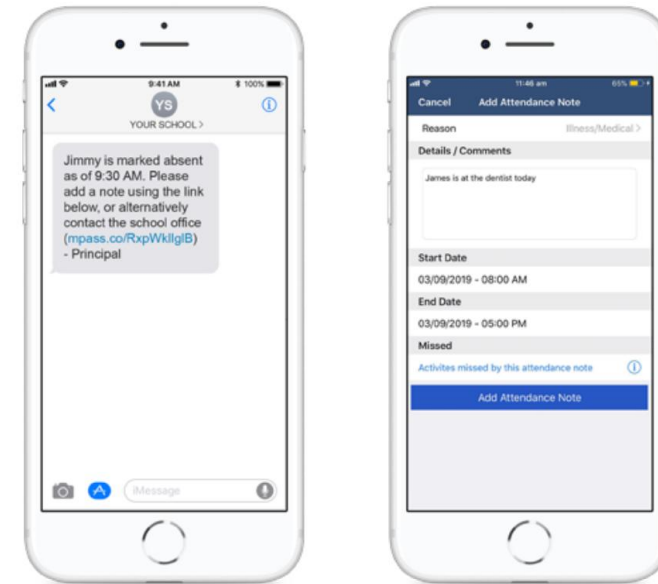 9:41 AM
100%
YS
YOUR SCHOOL >
Jimmy is marked absent
as of 9:30 AM. Please
add a note using the link
below, or alternatively
contact the school office
(mpass.co/RxpWkllglB)
- Principal
iMessage
11:46 am
65%
Cancel Add Attendance Note
Reason Illness/Medical >
Details / Comments
James is at the dentist today
Start Date
03/09/2019 - 08:00 AM
End Date
03/09/2019 - 05:00 PM
Missed
Activites missed by this attendance note
Add Attendance Note